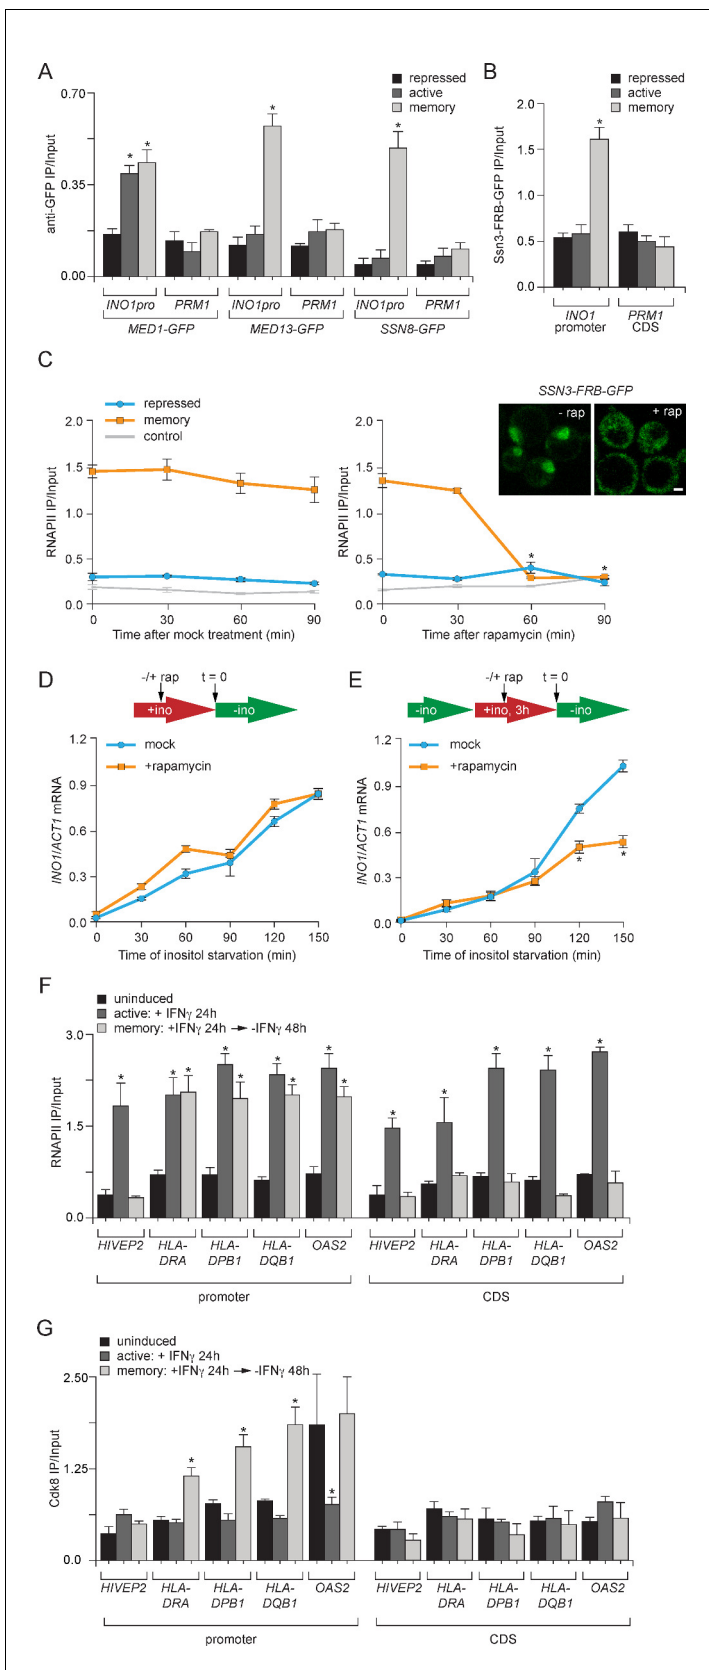 A
repressed
active
memory
0.70
0.35
0.00
anti-GFP IP/Input
* * * *
INO1pro PRM1 INO1pro PRM1 INO1pro PRM1
MED1-GFP MED13-GFP SSN8-GFP
B
repressed
active
memory
2.0
1.5
1.0
0.5
0.0
Ssn3-FRB-GFP IP/Input
*
INO1 promoter
PRM1 CDS
C
repressed
memory
control
2.0
1.5
1.0
0.5
0.0
RNAPII IP/Input
0 30 60 90
Time after mock treatment (min)
SSN3-FRB-GFP
- rap
+ rap
2.0
1.5
1.0
0.5
0.0
RNAPII IP/Input
* *
0 30 60 90
Time after rapamycin (min)
D
-/+ rap t = 0
+ino -ino
mock
+rapamycin
1.2
0.9
0.6
0.3
0.0
INO1/ACT1 mRNA
0 30 60 90 120 150
Time of inositol starvation (min)
E
-/+ rap t = 0
-ino +ino, 3h -ino
mock
+rapamycin
1.2
0.9
0.6
0.3
0.0
INO1/ACT1 mRNA
* *
0 30 60 90 120 150
Time of inositol starvation (min)
F
uninduced
active: + IFNγ 24h
memory: +IFNγ 24h → -IFNγ 48h
3.0
1.5
0.0
RNAPII IP/Input
* * * * * * * * * * * * * *
HIVEP2 HLA-DRA HLA-DPB1 HLA-DQB1 OAS2 HIVEP2 HLA-DRA HLA-DPB1 HLA-DQB1 OAS2
promoter CDS
G
uninduced
active: + IFNγ 24h
memory: +IFNγ 24h → -IFNγ 48h
2.50
1.25
0.0
Cdk8 IP/Input
* * * *
HIVEP2 HLA-DRA HLA-DPB1 HLA-DQB1 OAS2 HIVEP2 HLA-DRA HLA-DPB1 HLA-DQB1 OAS2
promoter CDS